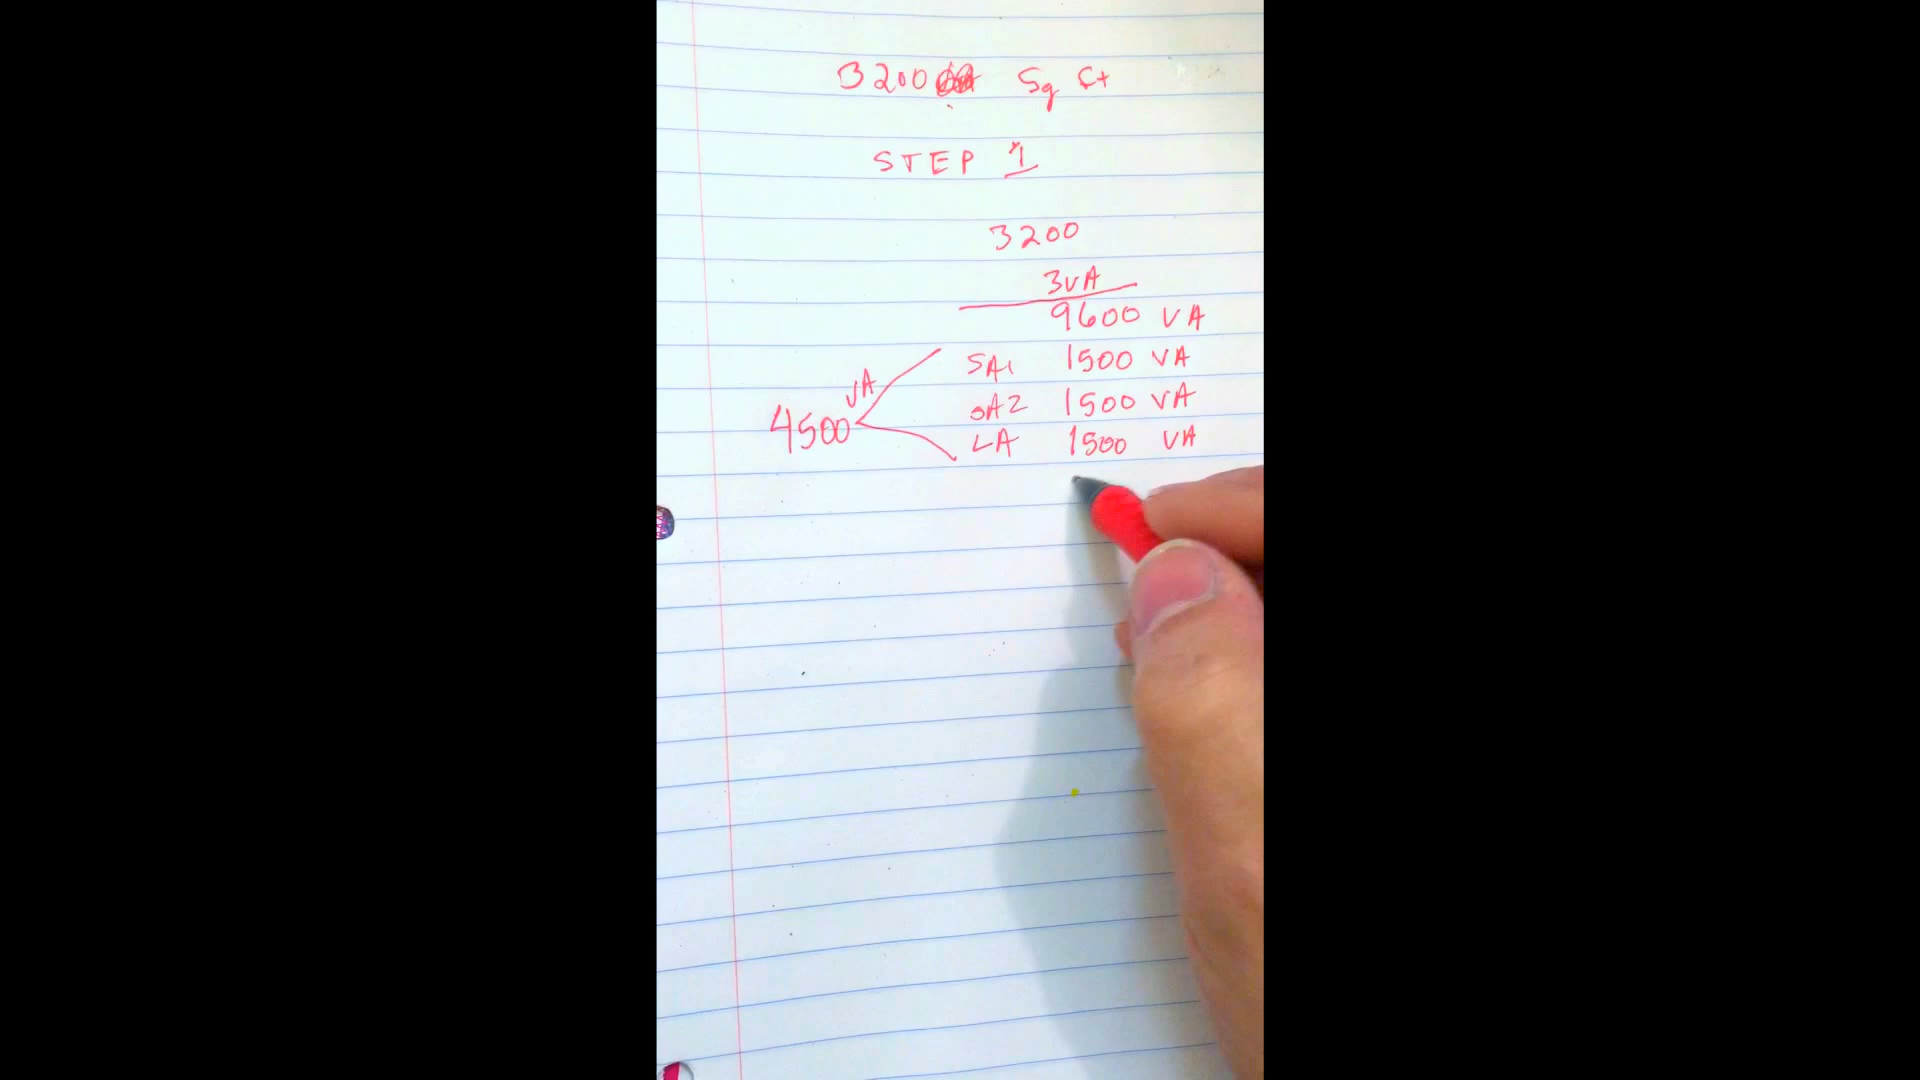 3200 Sq ft
STEP 1
3200
3VA
9600 VA
SA1 1500 VA
SA2 1500 VA
LA 1500 VA
4500 VA